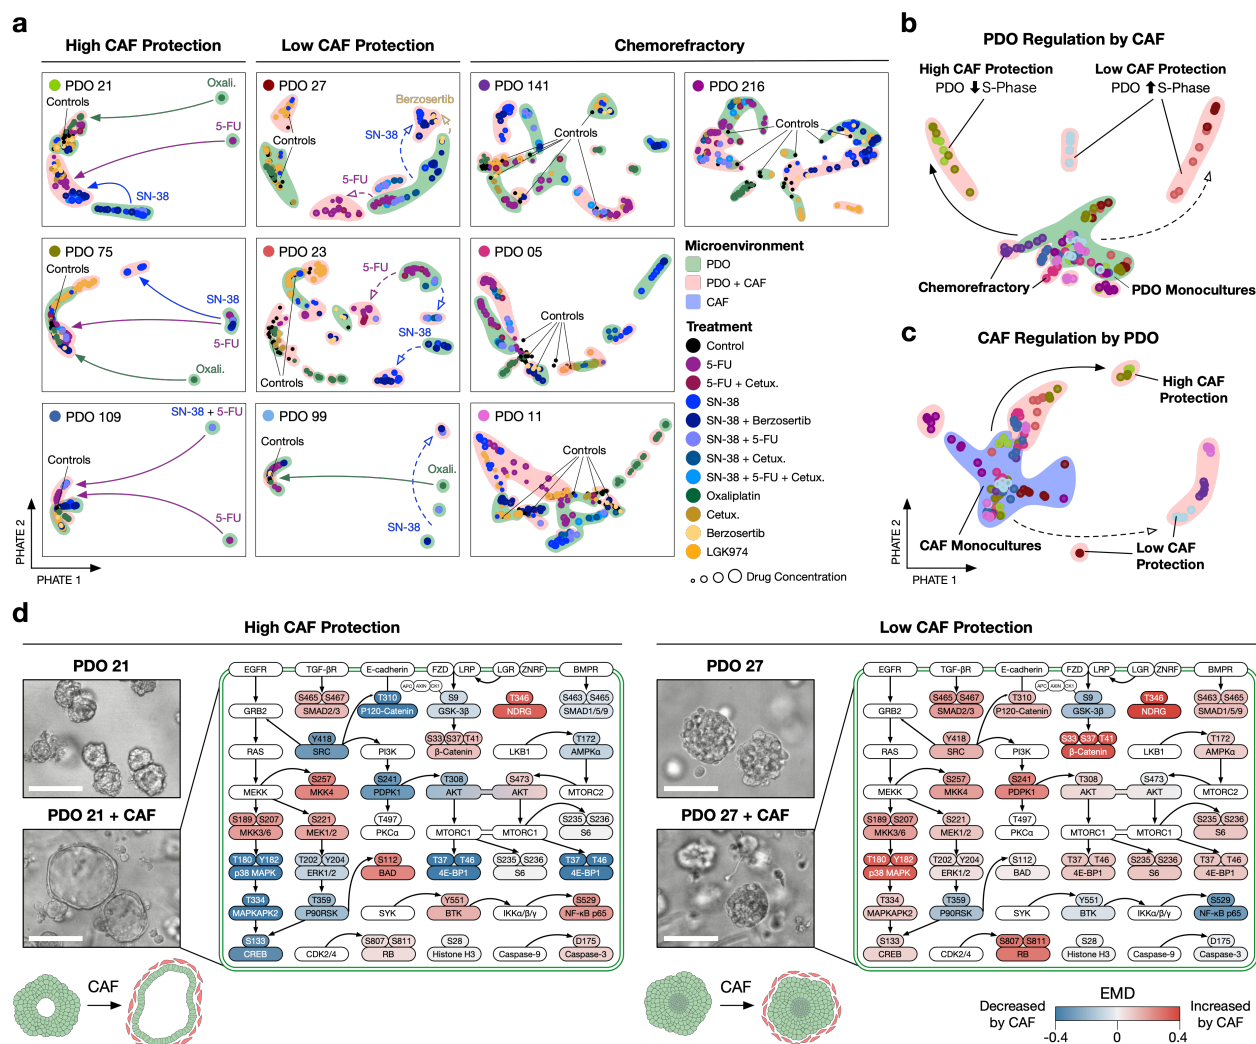 a
High CAF Protection
Low CAF Protection
Chemorefractory
PDO 21
Oxali.
Controls
5-FU
SN-38
PDO 27
Berzosertib
SN-38
Controls
5-FU
PDO 141
Controls
PDO 216
Controls
PDO 75
Controls
SN-38
5-FU
Oxali.
PDO 23
5-FU
SN-38
Controls
PDO 05
Controls
PDO 109
SN-38 + 5-FU
Controls
5-FU
PDO 99
Controls
Oxali.
SN-38
PDO 11
Controls
PHATE 2
PHATE 1
Microenvironment
PDO
PDO + CAF
CAF
Treatment
Control
5-FU
5-FU + Cetux.
SN-38
SN-38 + Berzosertib
SN-38 + 5-FU
SN-38 + Cetux.
SN-38 + 5-FU + Cetux.
Oxaliplatin
Cetux.
Berzosertib
LGK974
Drug Concentration
b
PDO Regulation by CAF
High CAF Protection
PDO ⬇ S-Phase
Low CAF Protection
PDO ⬆ S-Phase
Chemorefractory
PDO Monocultures
c
CAF Regulation by PDO
High CAF
Protection
CAF Monocultures
Low CAF
Protection
PHATE 2
PHATE 1
d
High CAF Protection
PDO 21
PDO 21 + CAF
CAF
EGFR TGF-βR E-cadherin FZD LRP LGR ZNRF BMPR
APC AXIN CK1
S465 S467 T310 S9 T346 S463 S465
GRB2 SMAD2/3 P120-Catenin GSK-3β NDRG SMAD1/5/9
Y418 S33 S37 T41 T172
RAS SRC PI3K β-Catenin LKB1 AMPKα
S257 S241 T308 S473
MEKK MKK4 PDPK1 AKT AKT MTORC2
S189 S207 S221 T497 S235 S236
MKK3/6 MEK1/2 PKCα MTORC1 MTORC1 S6
T180 Y182 T202 Y204 S112 T37 T46 S235 S236 T37 T46
p38 MAPK ERK1/2 BAD 4E-BP1 S6 4E-BP1
T334 T359 Y551 S529
MAPKAPK2 P90RSK SYK BTK IKKα/β/γ NF-κB p65
S133 S807 S811 S28 D175
CREB CDK2/4 RB Histone H3 Caspase-9 Caspase-3
Low CAF Protection
PDO 27
PDO 27 + CAF
CAF
EGFR TGF-βR E-cadherin FZD LRP LGR ZNRF BMPR
APC AXIN CK1
S465 S467 T310 S9 T346 S463 S465
GRB2 SMAD2/3 P120-Catenin GSK-3β NDRG SMAD1/5/9
Y418 S33 S37 T41 T172
RAS SRC PI3K β-Catenin LKB1 AMPKα
S257 S241 T308 S473
MEKK MKK4 PDPK1 AKT AKT MTORC2
S189 S207 S221 T497 S235 S236
MKK3/6 MEK1/2 PKCα MTORC1 MTORC1 S6
T180 Y182 T202 Y204 S112 T37 T46 S235 S236 T37 T46
p38 MAPK ERK1/2 BAD 4E-BP1 S6 4E-BP1
T334 T359 Y551 S529
MAPKAPK2 P90RSK SYK BTK IKKα/β/γ NF-κB p65
S133 S807 S811 S28 D175
CREB CDK2/4 RB Histone H3 Caspase-9 Caspase-3
EMD
Decreased
by CAF
Increased
by CAF
-0.4 0 0.4